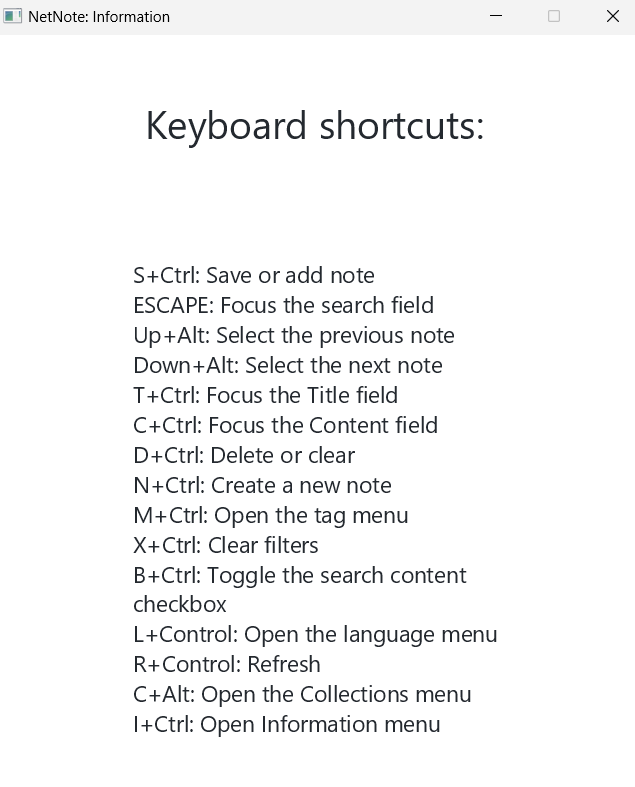 NetNote: Information
Keyboard shortcuts:
S+Ctrl: Save or add note
ESCAPE: Focus the search field
Up+Alt: Select the previous note
Down+Alt: Select the next note
T+Ctrl: Focus the Title field
C+Ctrl: Focus the Content field
D+Ctrl: Delete or clear
N+Ctrl: Create a new note
M+Ctrl: Open the tag menu
X+Ctrl: Clear filters
B+Ctrl: Toggle the search content
checkbox
L+Control: Open the language menu
R+Control: Refresh
C+Alt: Open the Collections menu
I+Ctrl: Open Information menu